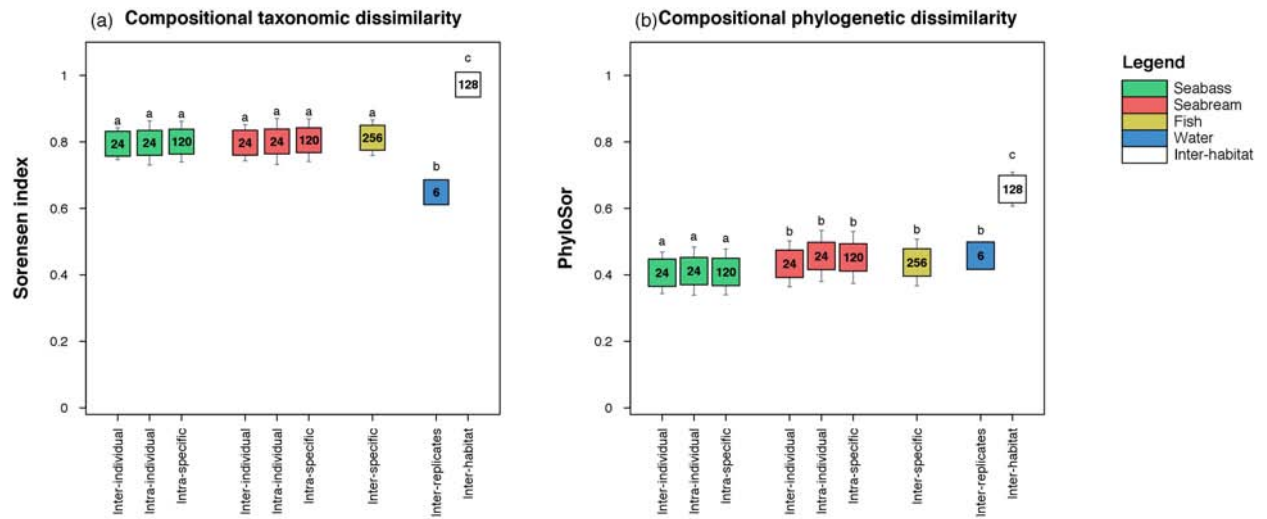 (a) Compositional taxonomic dissimilarity
Sorensen index
1
0.8
0.6
0.4
0.2
0
a a a a a a a b c
24 24 120 24 24 120 256 6 128
Inter-individual
Intra-individual
Intra-specific
Inter-individual
Intra-individual
Intra-specific
Inter-specific
Inter-replicates
Inter-habitat
(b) Compositional phylogenetic dissimilarity
PhyloSor
1
0.8
0.6
0.4
0.2
0
a a a b b b b b c
24 24 120 24 24 120 256 6 128
Inter-individual
Intra-individual
Intra-specific
Inter-individual
Intra-individual
Intra-specific
Inter-specific
Inter-replicates
Inter-habitat
Legend
Seabass
Seabream
Fish
Water
Inter-habitat